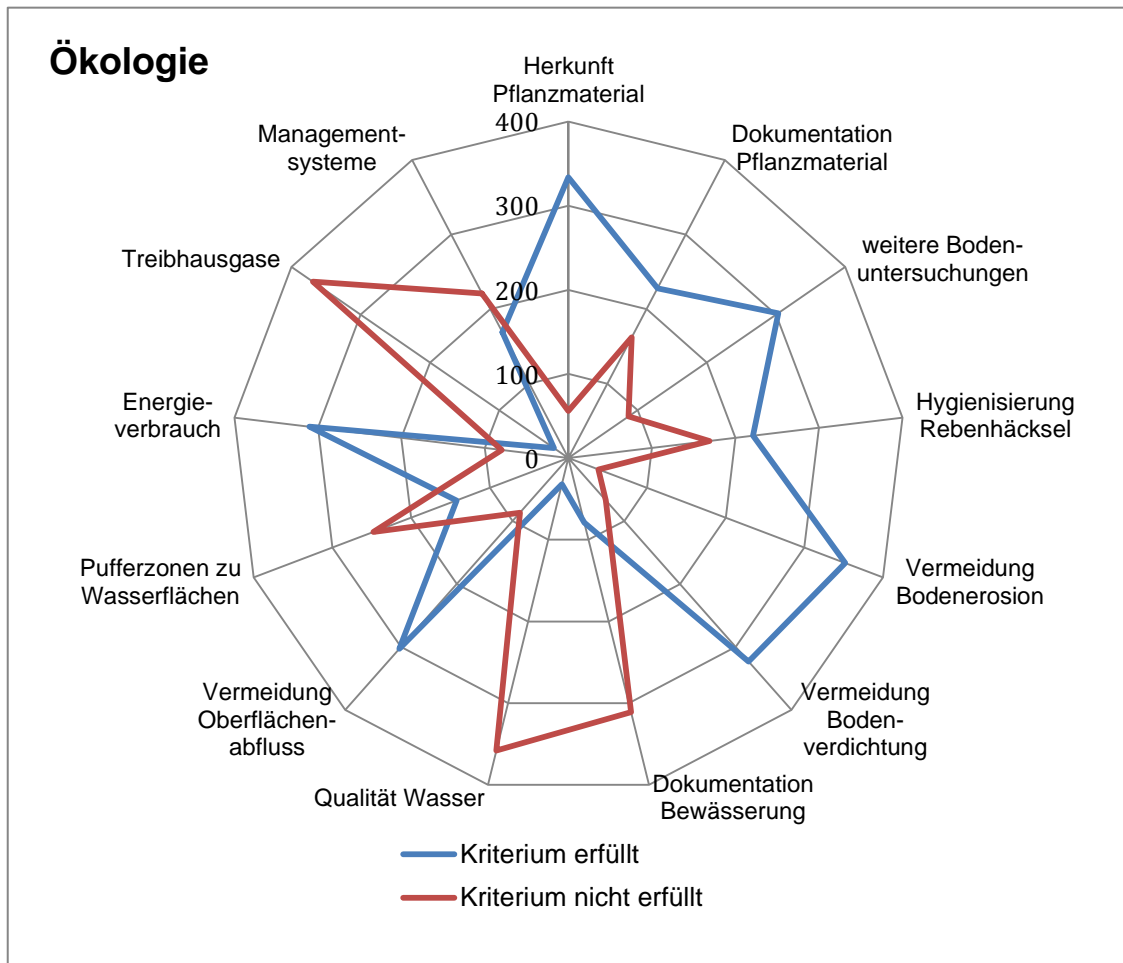 Ökologie
Herkunft
Pflanzmaterial
Dokumentation
Pflanzmaterial
weitere Boden-
untersuchungen
Hygienisierung
Rebenhäcksel
Vermeidung
Bodenerosion
Vermeidung
Boden-
verdichtung
Dokumentation
Bewässerung
Qualität Wasser
Vermeidung
Oberflächen-
abfluss
Pufferzonen zu
Wasserflächen
Energie-
verbrauch
Treibhausgase
Management-
systeme
400
300
200
100
0
Kriterium erfüllt
Kriterium nicht erfüllt